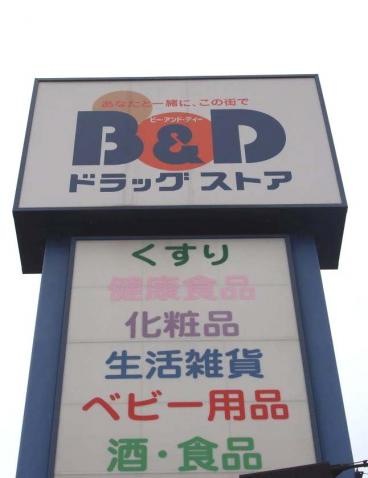 あなたと一緒に、この街で
ビー・アンド・ディー
B&D
ドラッグストア
くすり
健康食品
化粧品
生活雑貨
ベビー用品
酒・食品